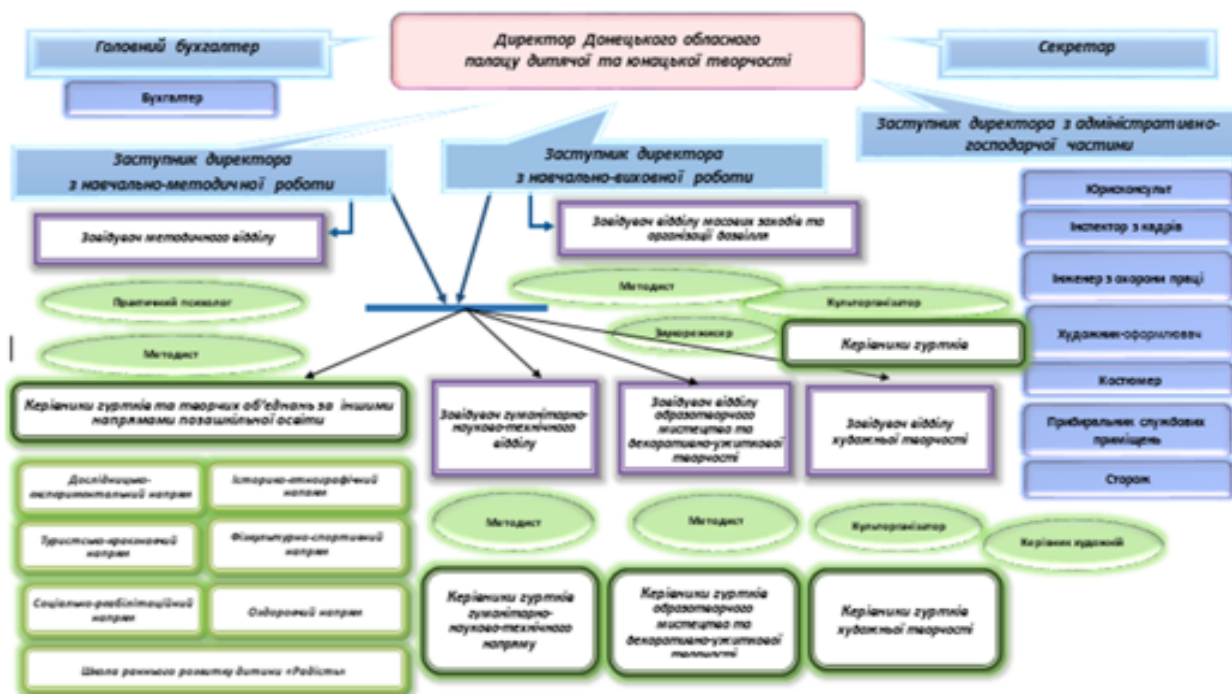 Директор Донецького обласного
палацу дитячої та юнацької творчості
Головний бухгалтер
Секретар
Бухгалтер
Заступник директора
з навчально-методичної роботи
Заступник директора
з навчально-виховної роботи
Заступник директора з адміністративно-
господарчої частини
Завідувач методичного відділу
Завідувач відділу масових заходів та
організації дозвілля
Юрисконсульт
Інспектор з кадрів
Інженер з охорони праці
Художник-оформлювач
Костюмер
Прибиральник службових
приміщень
Сторож
Практичний психолог
Методист
Методист
Культорганізатор
Звукорежисер
Керівники гуртків
Керівники гуртків та творчих об'єднань за іншими
напрямами позашкільної освіти
Завідувач гуманітарно-
науково-технічного
відділу
Завідувач відділу
образотворчого
мистецтва та
декоративно-ужиткової
творчості
Завідувач відділу
художньої творчості
Дослідницько-
експериментальний напрям
Історико-етнографічний
напрям
Туристсько-краєзнавчий
напрям
Фізкультурно-спортивний
напрям
Соціально-реабілітаційний
напрям
Оздоровчий напрям
Школа раннього розвитку дитини «Радість»
Методист
Методист
Культорганізатор
Керівник художній
Керівники гуртків
гуманітарно-
науково-технічного
напряму
Керівники гуртків
образотворчого
мистецтва та
декоративно-ужиткової
Керівники гуртків
художньої творчості